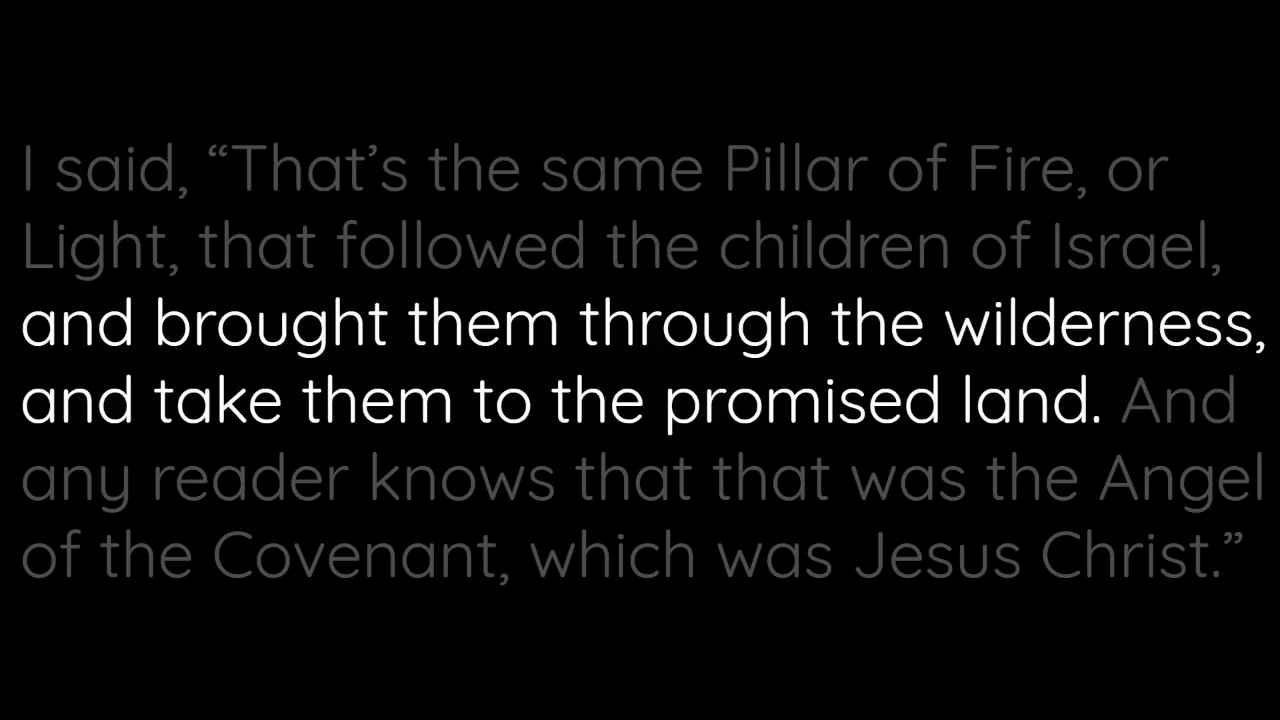 I said, “That’s the same Pillar of Fire, or
Light, that followed the children of Israel,
and brought them through the wilderness,
and take them to the promised land. And
any reader knows that that was the Angel
of the Covenant, which was Jesus Christ.”